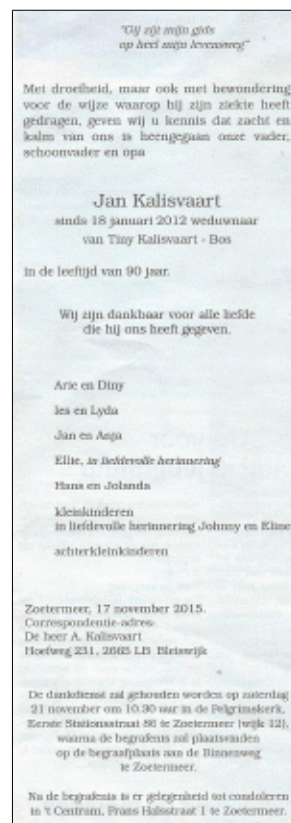 "Gij zijt mijn gids
op heel mijn levensweg"
Met droefheid, maar ook met bewondering
voor de wijze waarop hij zijn ziekte heeft
gedragen, geven wij u kennis dat zacht en
kalm van ons is heengegaan onze vader,
schoonvader en opa
Jan Kalisvaart
sinds 18 januari 2012 weduwnaar
van Tiny Kalisvaart - Bos
in de leeftijd van 90 jaar.
Wij zijn dankbaar voor alle liefde
die hij ons heeft gegeven.
Arie en Diny
Ies en Lyda
Jan en Anja
Ellie, in liefdevolle herinnering
Hans en Jolanda
kleinkinderen
in liefdevolle herinnering Johnny en Eline
achterkleinkinderen
Zoetermeer, 17 november 2015.
Correspondentie-adres:
De heer A. Kalisvaart
Hoefweg 231, 2665 LB Bleiswijk
De dankdienst zal gehouden worden op zaterdag
21 november om 10.30 uur in de Pelgrimskerk,
Eerste Stationsstraat 86 te Zoetermeer (wijk 12),
waarna de begrafenis zal plaatsvinden
op de begraafplaats aan de Binnenweg
te Zoetermeer.
Na de begrafenis is er gelegenheid tot condoleren
in 't Centrum, Frans Halsstraat 1 te Zoetermeer.